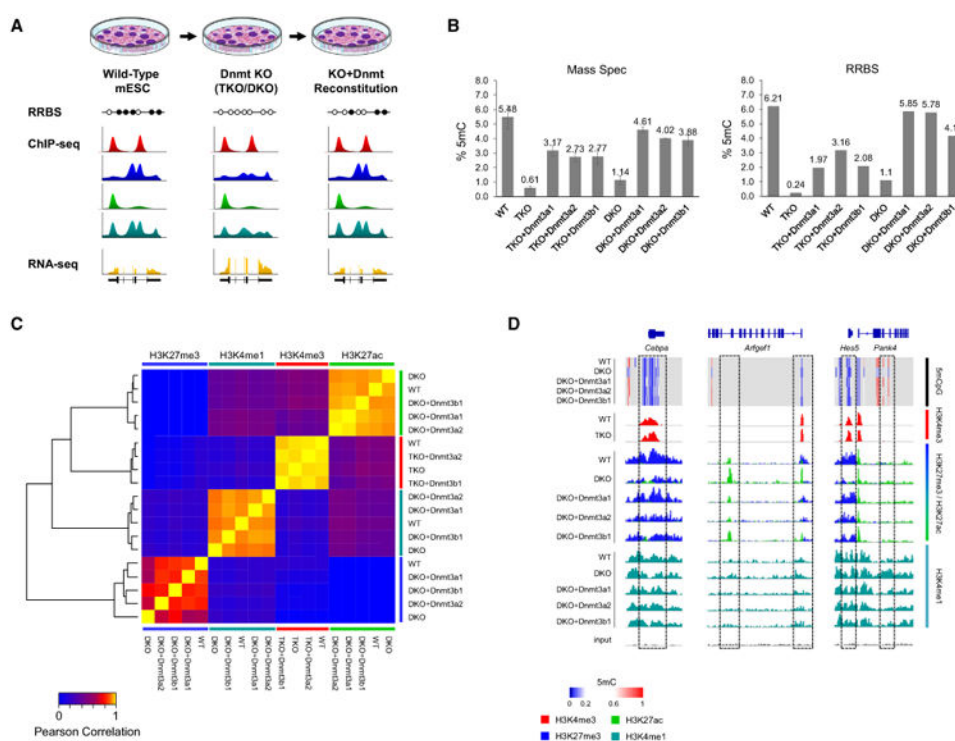 A
Wild-Type
mESC
Dnmt KO
(TKO/DKO)
KO+Dnmt
Reconstitution
RRBS
ChIP-seq
RNA-seq
B
Mass Spec
% 5mC
8.0
7.0
6.0
5.0
4.0
3.0
2.0
1.0
0.0
5.48
0.61
3.17
2.73
2.77
1.14
4.61
4.02
3.88
WT
TKO
TKO+Dnmt3a1
TKO+Dnmt3a2
TKO+Dnmt3b1
DKO
DKO+Dnmt3a1
DKO+Dnmt3a2
DKO+Dnmt3b1
RRBS
% 5mC
8.0
7.0
6.0
5.0
4.0
3.0
2.0
1.0
0.0
6.21
0.24
1.97
3.16
2.08
1.1
5.85
5.78
WT
TKO
TKO+Dnmt3a1
TKO+Dnmt3a2
TKO+Dnmt3b1
DKO
DKO+Dnmt3a1
DKO+Dnmt3a2
DKO+Dnmt3b1
C
H3K27me3 H3K4me1 H3K4me3 H3K27ac
DKO
WT
DKO+Dnmt3b1
DKO+Dnmt3a1
DKO+Dnmt3a2
WT
TKO+Dnmt3a2
TKO
TKO+Dnmt3b1
DKO+Dnmt3a2
DKO+Dnmt3a1
WT
DKO+Dnmt3b1
DKO
WT
DKO+Dnmt3a1
DKO+Dnmt3b1
DKO+Dnmt3a2
DKO
DKO
DKO+Dnmt3a2
DKO+Dnmt3b1
DKO+Dnmt3a1
WT
DKO
DKO+Dnmt3b1
WT
DKO+Dnmt3a1
DKO+Dnmt3a2
TKO+Dnmt3b1
TKO
TKO+Dnmt3a2
WT
DKO+Dnmt3a2
DKO+Dnmt3a1
DKO+Dnmt3b1
WT
DKO
0 1
Pearson Correlation
D
Cebpa Arfgef1 Hes5 Pank4
WT
DKO
DKO+Dnmt3a1
DKO+Dnmt3a2
DKO+Dnmt3b1
5mCpG
WT
TKO
H3K4me3
WT
DKO
DKO+Dnmt3a1
DKO+Dnmt3a2
DKO+Dnmt3b1
H3K27me3 / H3K27ac
WT
DKO
DKO+Dnmt3a1
DKO+Dnmt3a2
DKO+Dnmt3b1
H3K4me1
input
5mC
0 0.2 0.6 1
H3K4me3 H3K27ac
H3K27me3 H3K4me1